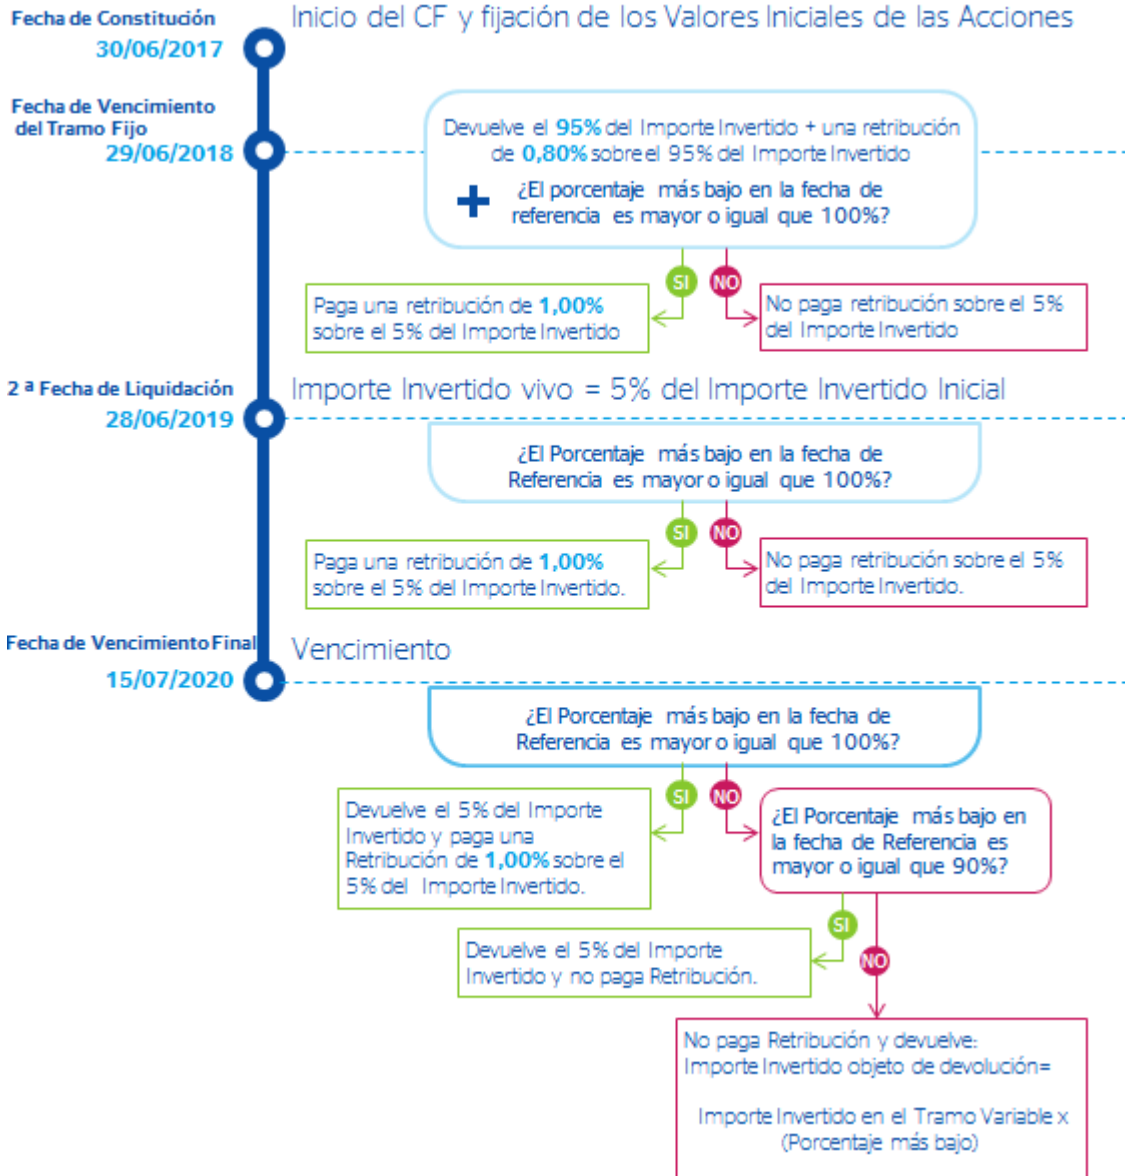 Fecha de Constitución
30/06/2017
Inicio del CF y fijación de los Valores Iniciales de las Acciones
Fecha de Vencimiento
del Tramo Fijo
29/06/2018
Devuelve el 95% del Importe Invertido + una retribución
de 0,80% sobre el 95% del Importe Invertido
+
¿El porcentaje más bajo en la fecha de
referencia es mayor o igual que 100%?
SI
NO
Paga una retribución de 1,00%
sobre el 5% del Importe Invertido
No paga retribución sobre el 5%
del Importe Invertido
2 ª Fecha de Liquidación
28/06/2019
Importe Invertido vivo = 5% del Importe Invertido Inicial
¿El Porcentaje más bajo en la fecha de
Referencia es mayor o igual que 100%?
SI
NO
Paga una retribución de 1,00%
sobre el 5% del Importe Invertido.
No paga retribución sobre el 5%
del Importe Invertido.
Fecha de Vencimiento Final
15/07/2020
Vencimiento
¿El Porcentaje más bajo en la fecha de
Referencia es mayor o igual que 100%?
SI
NO
Devuelve el 5% del Importe
Invertido y paga una
Retribución de 1,00% sobre el
5% del Importe Invertido.
¿El Porcentaje más bajo en
la fecha de Referencia es
mayor o igual que 90%?
SI
NO
Devuelve el 5% del Importe
Invertido y no paga Retribución.
No paga Retribución y devuelve:
Importe Invertido objeto de devolución=
Importe Invertido en el Tramo Variable x
(Porcentaje más bajo)